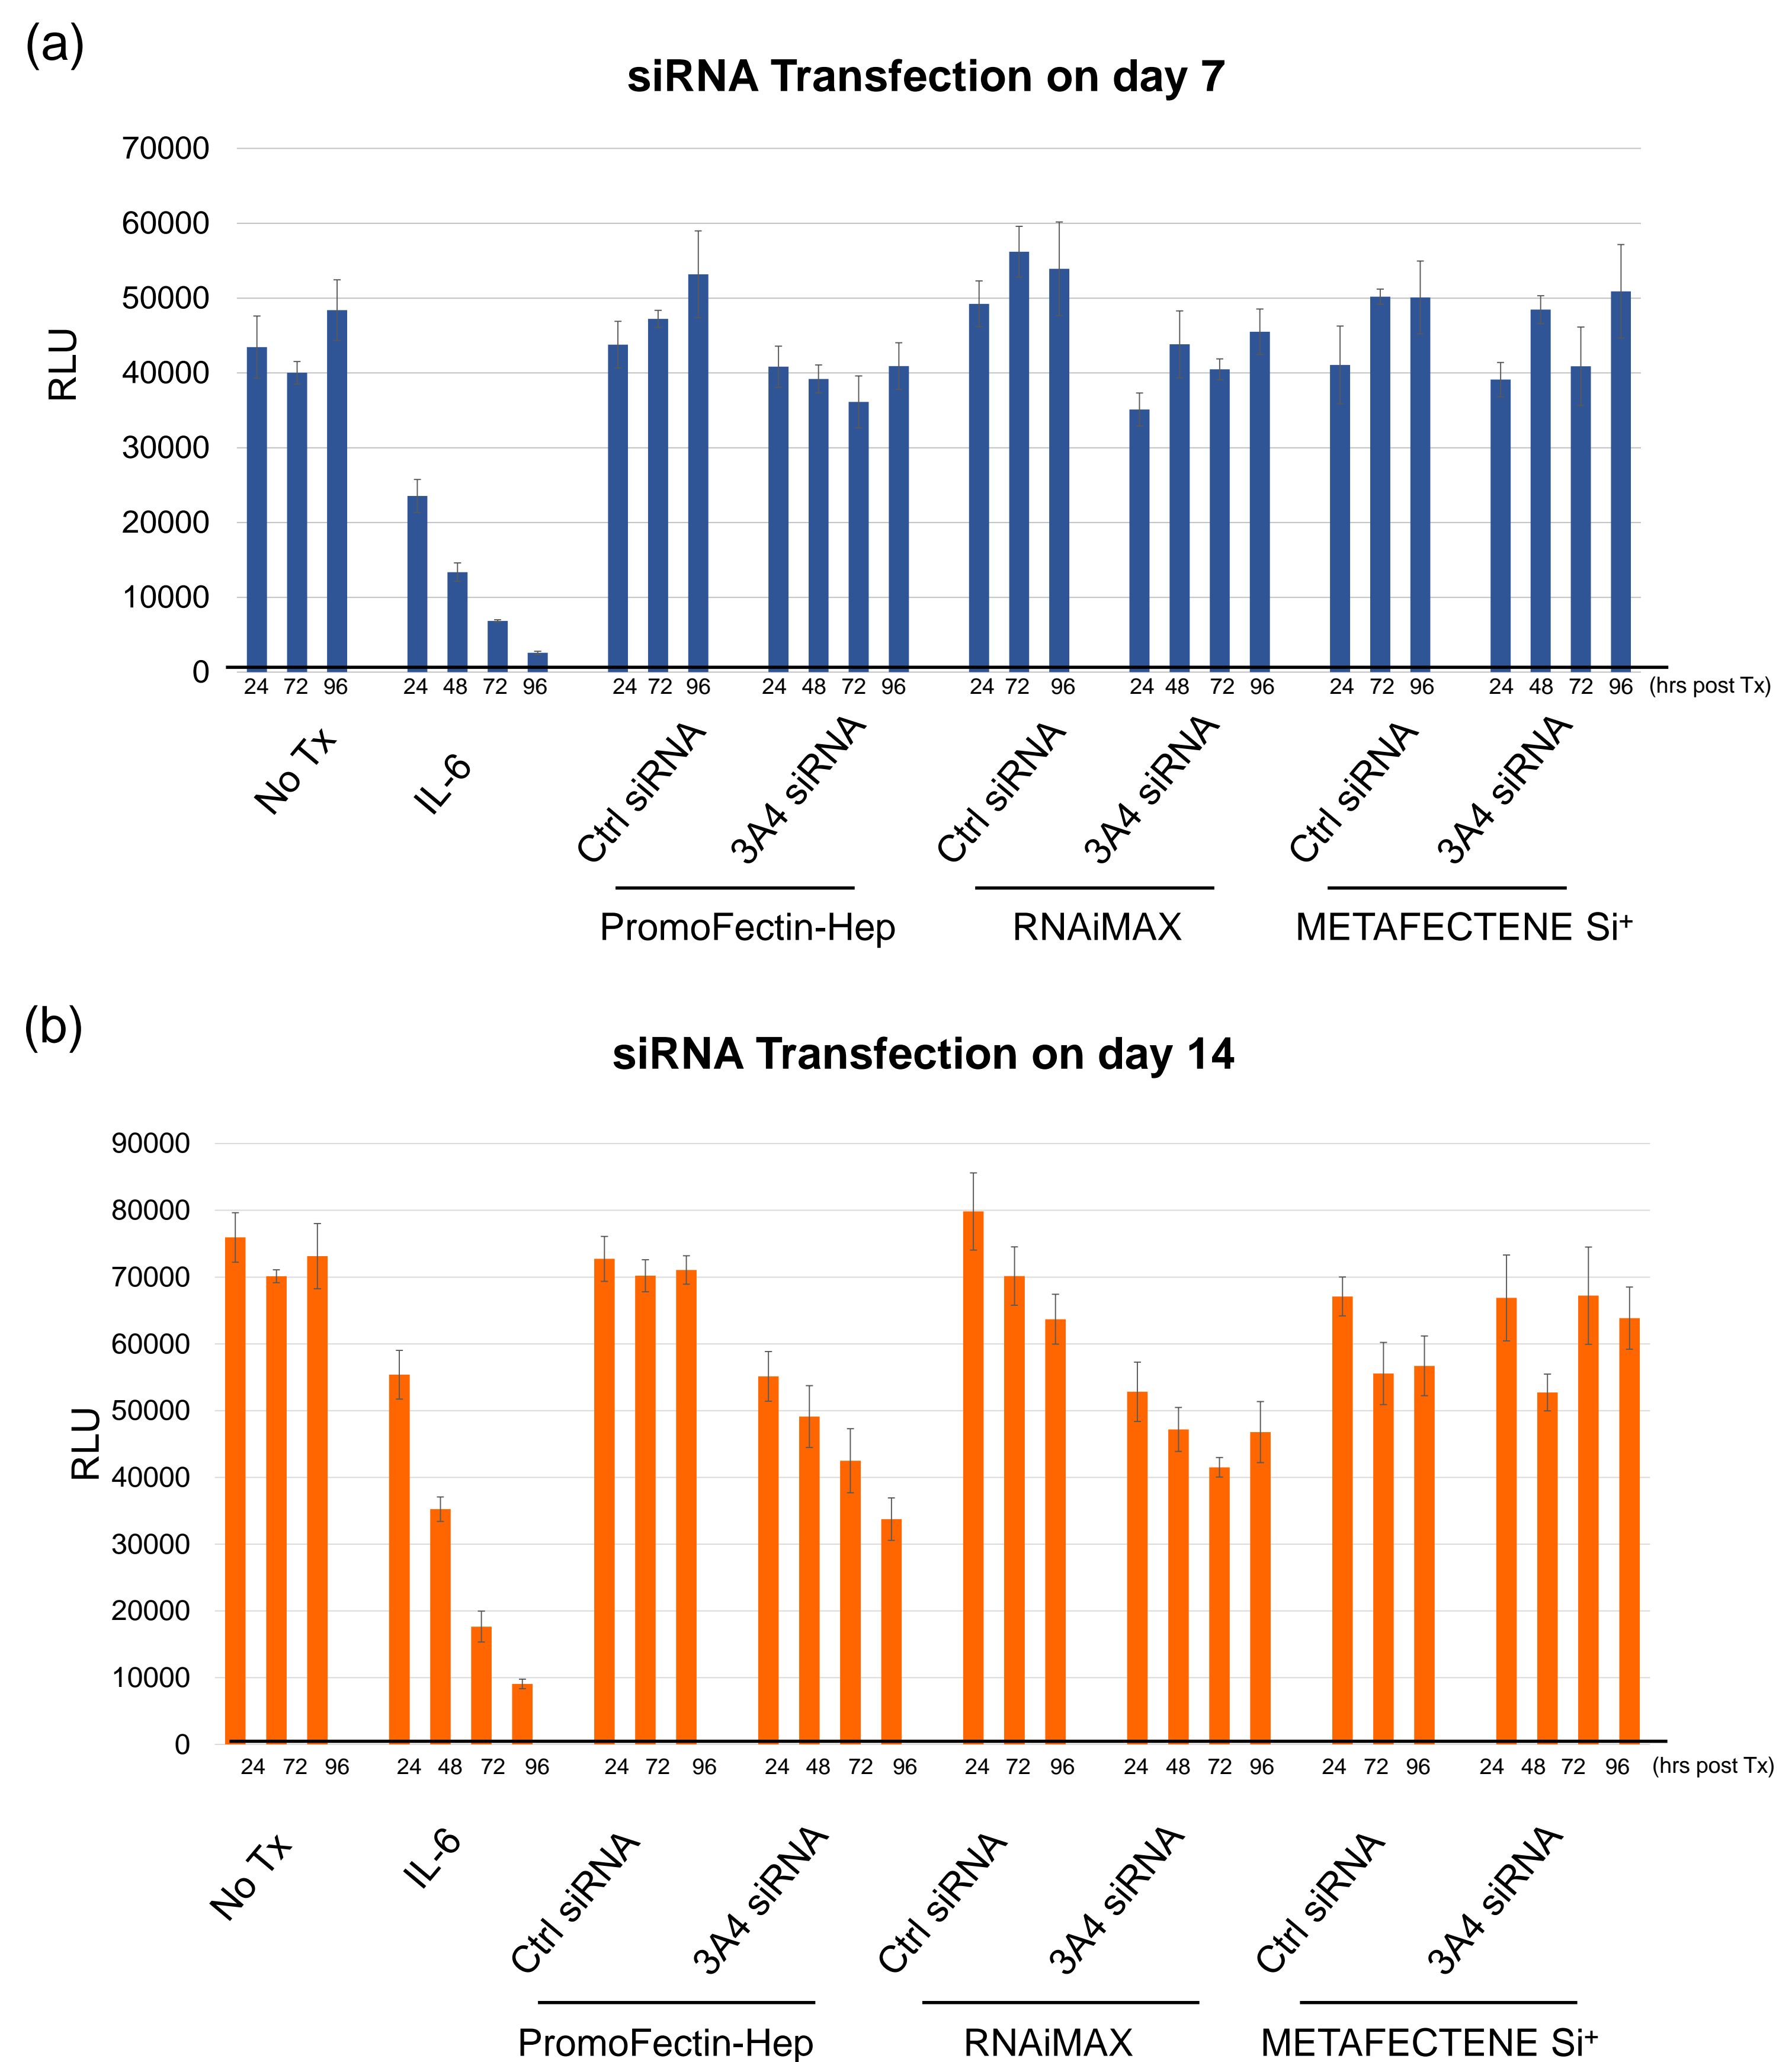 (a)
siRNA Transfection on day 7
70000
60000
50000
40000
30000
20000
10000
0
RLU
24 72 96 24 48 72 96 24 72 96 24 48 72 96 24 72 96 24 48 72 96 24 72 96 24 48 72 96 (hrs post Tx)
No Tx
IL-6
Ctrl siRNA
3A4 siRNA
Ctrl siRNA
3A4 siRNA
Ctrl siRNA
3A4 siRNA
PromoFectin-Hep RNAiMAX METAFECTENE Si⁺
(b)
siRNA Transfection on day 14
90000
80000
70000
60000
50000
40000
30000
20000
10000
0
RLU
24 72 96 24 48 72 96 24 72 96 24 48 72 96 24 72 96 24 48 72 96 24 72 96 24 48 72 96 (hrs post Tx)
No Tx
IL-6
Ctrl siRNA
3A4 siRNA
Ctrl siRNA
3A4 siRNA
Ctrl siRNA
3A4 siRNA
PromoFectin-Hep RNAiMAX METAFECTENE Si⁺